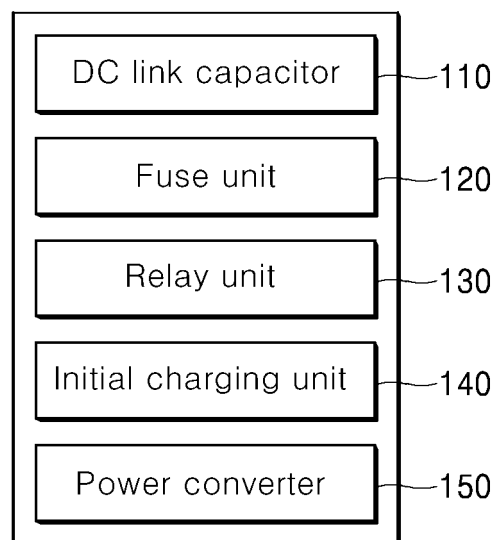 DC link capacitor 110
Fuse unit 120
Relay unit 130
Initial charging unit 140
Power converter 150